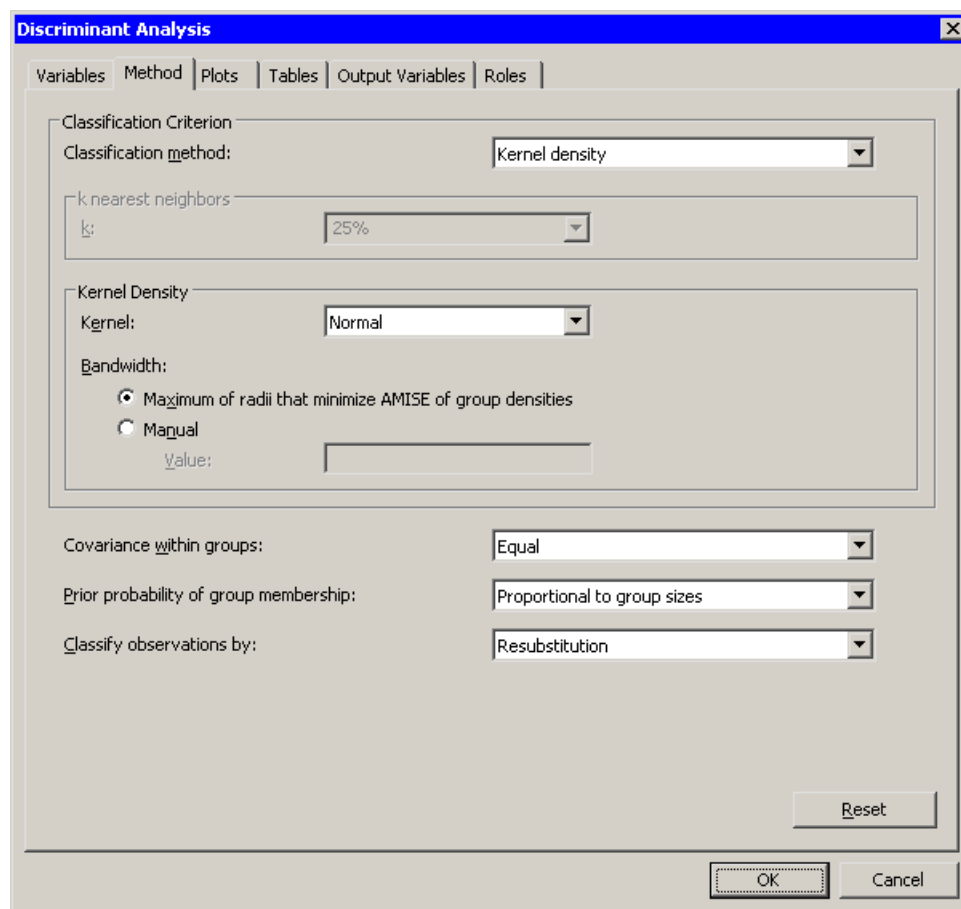 Discriminant Analysis
Variables Method Plots Tables Output Variables Roles
Classification Criterion
Classification method: Kernel density
k nearest neighbors
k: 25%
Kernel Density
Kernel: Normal
Bandwidth:
Maximum of radii that minimize AMISE of group densities
Manual
Value:
Covariance within groups: Equal
Prior probability of group membership: Proportional to group sizes
Classify observations by: Resubstitution
Reset
OK Cancel